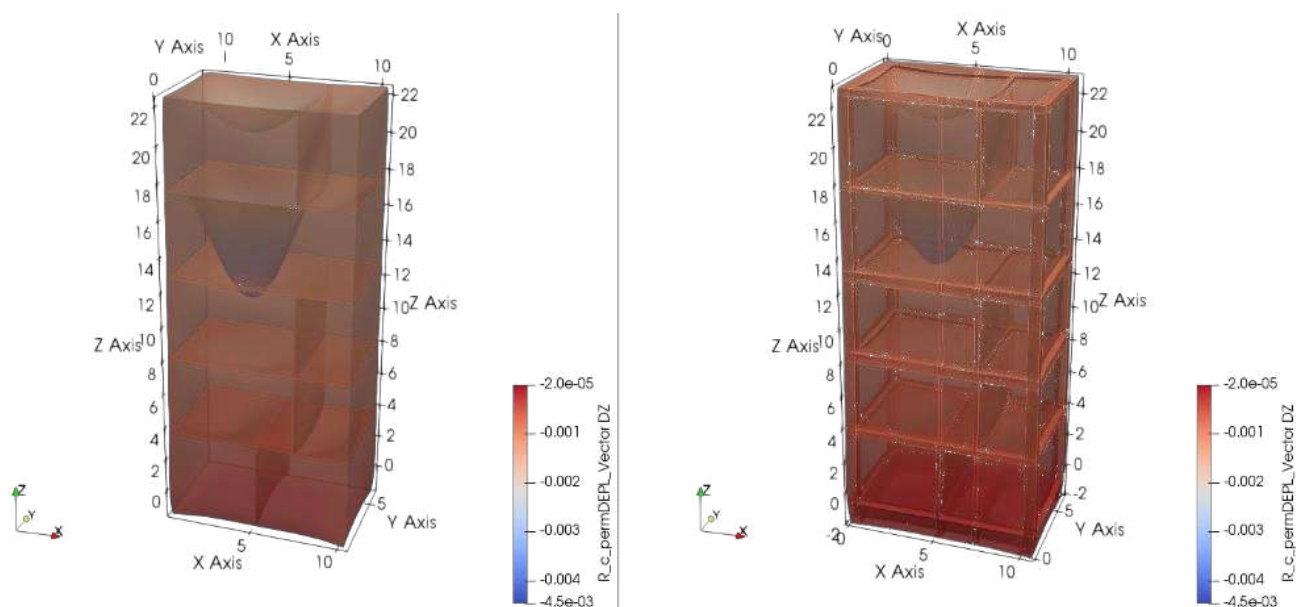 Y Axis 10 X Axis
0 5 10
22 22
20 20
18 18
16 16
14 14
12 12
10 Z Axis
Z Axis 10
8 8
6 6
4 4
2 2
0 0
5
Y Axis
5
X Axis 10
Z
Y
X
-2.0e-05
-0.001
-0.002
-0.003
-0.004
-4.5e-03
R_c_permDEPL_Vector DZ
Y Axis 0 X Axis
0 5 10
22 22
20 20
18 18
16 16
14 14
12 12
10 Z Axis
Z Axis 10
8 8
6 6
4 4
2 2
0 0
-2 -2
0 5
Y Axis
5 0
X Axis 10
Z
Y
X
-2.0e-05
-0.001
-0.002
-0.003
-0.004
-4.5e-03
R_c_permDEPL_Vector DZ